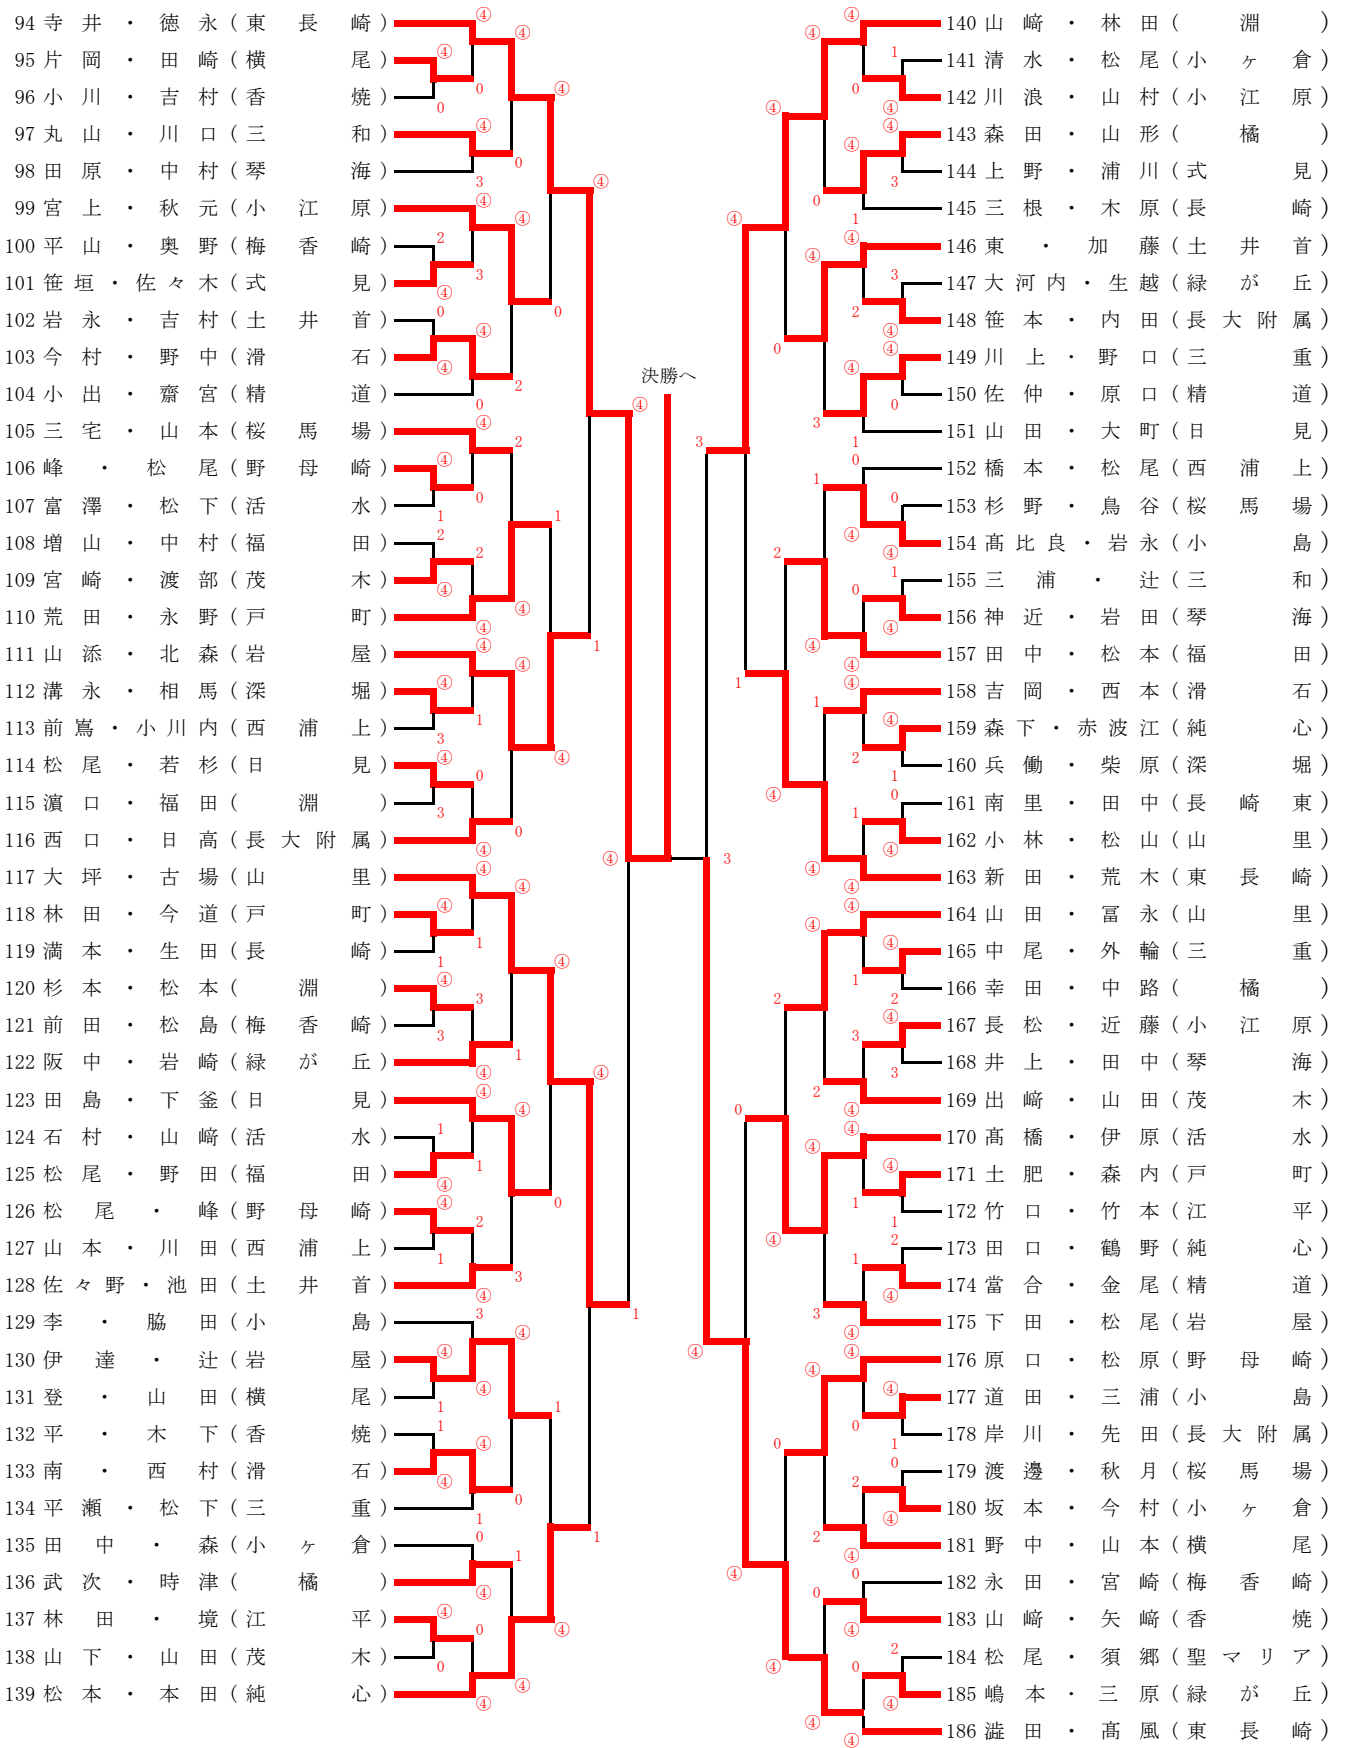 94 寺井・徳永(東長崎)
95 片岡・田崎(横尾)
96 小川・吉村(香焼)
97 丸山・川口(三和)
98 田原・中村(琴海)
99 宮上・秋元(小江原)
100 平山・奥野(梅香崎)
101 笹垣・佐々木(式見)
102 岩永・吉村(土井首)
103 今村・野中(滑石)
104 小出・齋宮(精道)
105 三宅・山本(桜馬場)
106 峰・松尾(野母崎)
107 富澤・松下(活水)
108 増山・中村(福田)
109 宮崎・渡部(茂木)
110 荒田・永野(戸町)
111 山添・北森(岩屋)
112 溝永・相馬(深堀)
113 前嶌・小川内(西浦上)
114 松尾・若杉(日見)
115 濵口・福田(淵)
116 西口・日高(長大附属)
117 大坪・古場(山里)
118 林田・今道(戸町)
119 満本・生田(長崎)
120 杉本・松本(淵)
121 前田・松島(梅香崎)
122 阪中・岩崎(緑が丘)
123 田島・下釜(日見)
124 石村・山﨑(活水)
125 松尾・野田(福田)
126 松尾・峰(野母崎)
127 山本・川田(西浦上)
128 佐々野・池田(土井首)
129 李・脇田(小島)
130 伊達・辻(岩屋)
131 登・山田(横尾)
132 平・木下(香焼)
133 南・西村(滑石)
134 平瀬・松下(三重)
135 田中・森(小ヶ倉)
136 武次・時津(橘)
137 林田・境(江平)
138 山下・山田(茂木)
139 松本・本田(純心)
決勝へ
140 山﨑・林田(淵)
141 清水・松尾(小ヶ倉)
142 川浪・山村(小江原)
143 森田・山形(橘)
144 上野・浦川(式見)
145 三根・木原(長崎)
146 東・加藤(土井首)
147 大河内・生越(緑が丘)
148 笹本・内田(長大附属)
149 川上・野口(三重)
150 佐仲・原口(精道)
151 山田・大町(日見)
152 橋本・松尾(西浦上)
153 杉野・鳥谷(桜馬場)
154 髙比良・岩永(小島)
155 三浦・辻(三和)
156 神近・岩田(琴海)
157 田中・松本(福田)
158 吉岡・西本(滑石)
159 森下・赤波江(純心)
160 兵働・柴原(深堀)
161 南里・田中(長崎東)
162 小林・松山(山里)
163 新田・荒木(東長崎)
164 山田・冨永(山里)
165 中尾・外輪(三重)
166 幸田・中路(橘)
167 長松・近藤(小江原)
168 井上・田中(琴海)
169 出﨑・山田(茂木)
170 髙橋・伊原(活水)
171 土肥・森内(戸町)
172 竹口・竹本(江平)
173 田口・鶴野(純心)
174 當合・金尾(精道)
175 下田・松尾(岩屋)
176 原口・松原(野母崎)
177 道田・三浦(小島)
178 岸川・先田(長大附属)
179 渡邊・秋月(桜馬場)
180 坂本・今村(小ヶ倉)
181 野中・山本(横尾)
182 永田・宮崎(梅香崎)
183 山﨑・矢﨑(香焼)
184 松尾・須郷(聖マリア)
185 嶋本・三原(緑が丘)
186 澁田・髙風(東長崎)